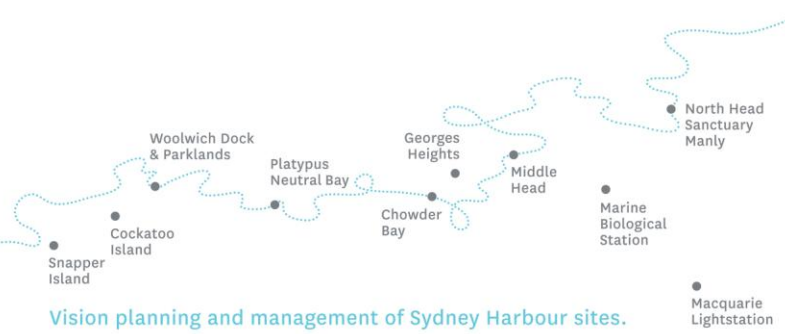 North Head
Sanctuary
Manly
Woolwich Dock
& Parklands
Georges
Heights
Platypus
Neutral Bay
Middle
Head
Chowder
Bay
Marine
Biological
Station
Cockatoo
Island
Snapper
Island
Macquarie
Lightstation
Vision planning and management of Sydney Harbour sites.